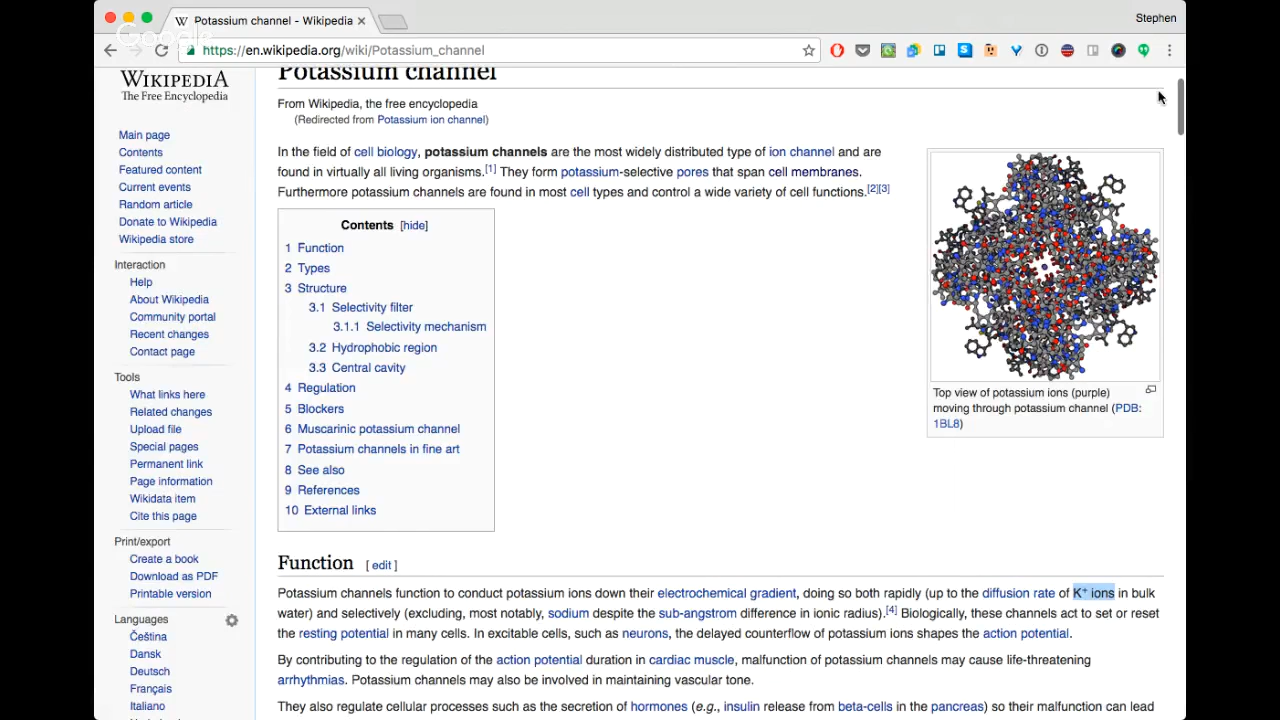 Potassium channel - Wikipedia
Stephen
Google
https://en.wikipedia.org/wiki/Potassium_channel
WIKIPEDIA
The Free Encyclopedia
Main page
Contents
Featured content
Current events
Random article
Donate to Wikipedia
Wikipedia store
Interaction
Help
About Wikipedia
Community portal
Recent changes
Contact page
Tools
What links here
Related changes
Upload file
Special pages
Permanent link
Page information
Wikidata item
Cite this page
Print/export
Create a book
Download as PDF
Printable version
Languages
Čeština
Dansk
Deutsch
Français
Italiano
Potassium channel
From Wikipedia, the free encyclopedia
(Redirected from Potassium ion channel)
In the field of cell biology, potassium channels are the most widely distributed type of ion channel and are
found in virtually all living organisms.[1] They form potassium-selective pores that span cell membranes.
Furthermore potassium channels are found in most cell types and control a wide variety of cell functions.[2][3]
Contents [hide]
1 Function
2 Types
3 Structure
3.1 Selectivity filter
3.1.1 Selectivity mechanism
3.2 Hydrophobic region
3.3 Central cavity
4 Regulation
5 Blockers
6 Muscarinic potassium channel
7 Potassium channels in fine art
8 See also
9 References
10 External links
Top view of potassium ions (purple)
moving through potassium channel (PDB:
1BL8)
Function [ edit ]
Potassium channels function to conduct potassium ions down their electrochemical gradient, doing so both rapidly (up to the diffusion rate of K+ ions in bulk
water) and selectively (excluding, most notably, sodium despite the sub-angstrom difference in ionic radius).[4] Biologically, these channels act to set or reset
the resting potential in many cells. In excitable cells, such as neurons, the delayed counterflow of potassium ions shapes the action potential.
By contributing to the regulation of the action potential duration in cardiac muscle, malfunction of potassium channels may cause life-threatening
arrhythmias. Potassium channels may also be involved in maintaining vascular tone.
They also regulate cellular processes such as the secretion of hormones (e.g., insulin release from beta-cells in the pancreas) so their malfunction can lead